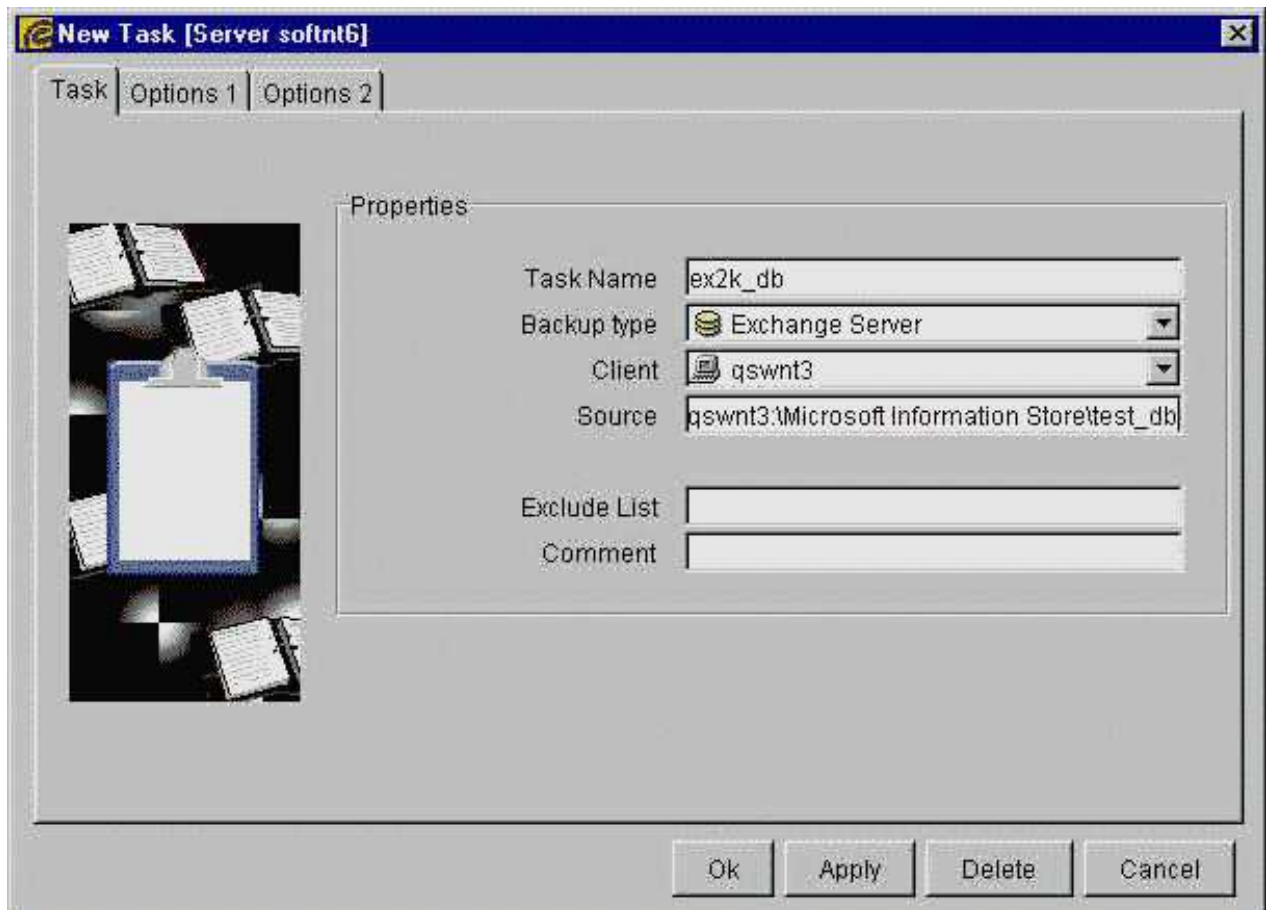 New Task [Server softnt6]
Task Options 1 Options 2
Properties
Task Name ex2k_db
Backup type Exchange Server
Client qswnt3
Source qswnt3:\Microsoft Information Store\test_db
Exclude List
Comment
Ok Apply Delete Cancel